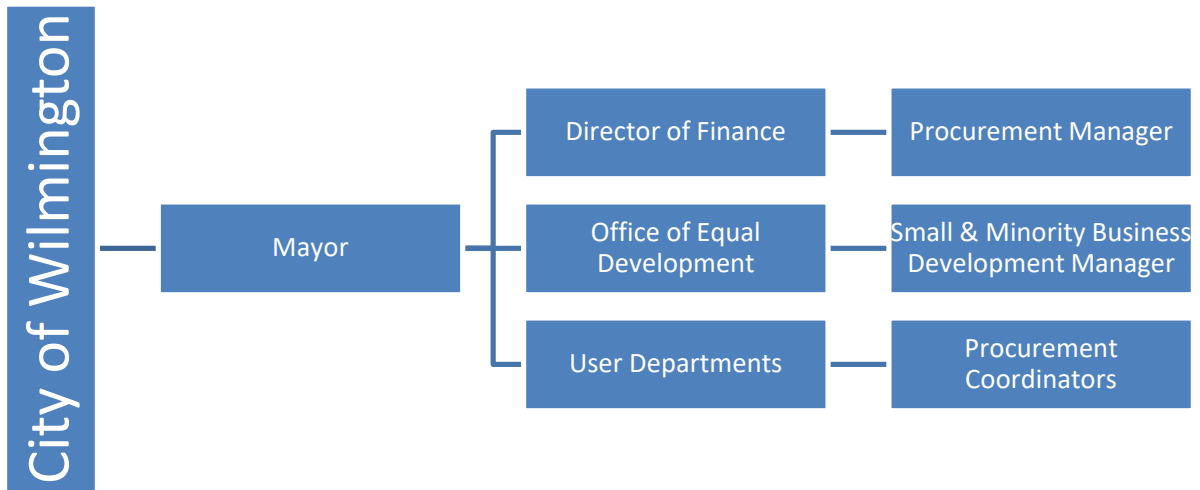 City of Wilmington
Mayor
Director of Finance
Procurement Manager
Office of Equal
Development
Small & Minority Business
Development Manager
User Departments
Procurement
Coordinators